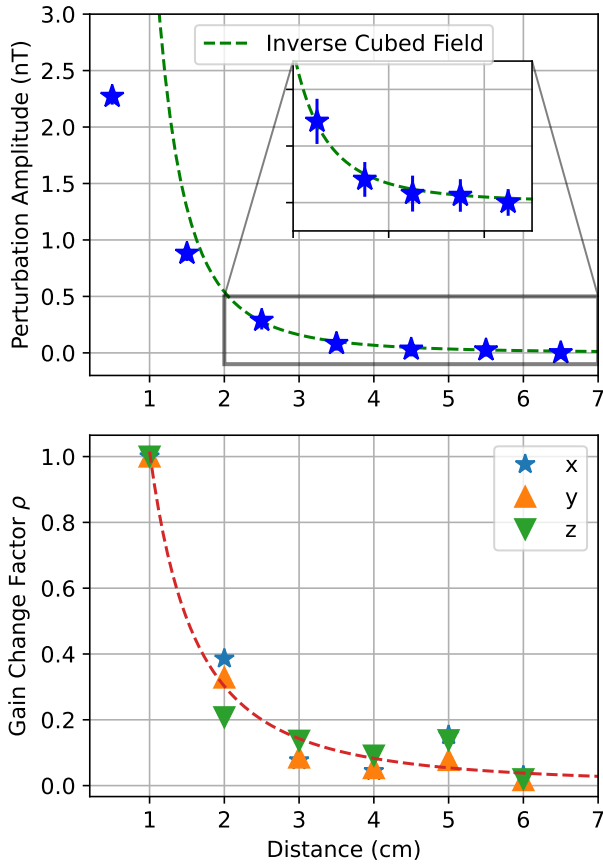 Inverse Cubed Field
Perturbation Amplitude (nT)
3.0
2.5
2.0
1.5
1.0
0.5
0.0
1 2 3 4 5 6 7
Gain Change Factor ρ
1.0
0.8
0.6
0.4
0.2
0.0
x
y
z
1 2 3 4 5 6 7
Distance (cm)